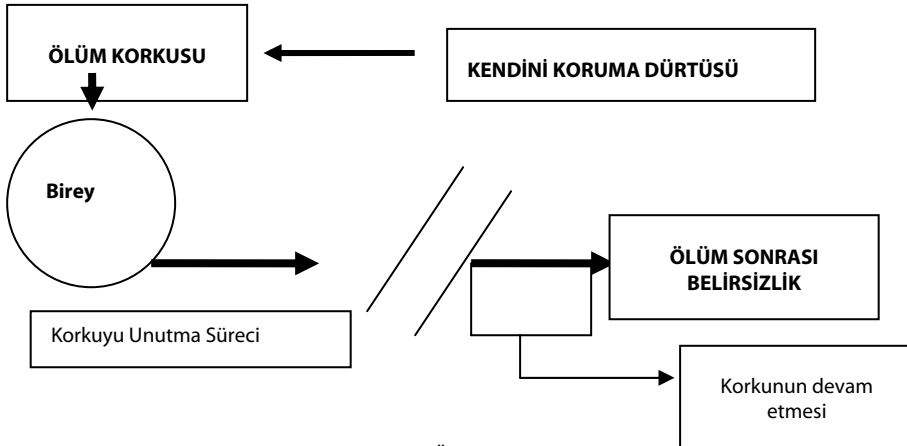 ÖLÜM KORKUSU
KENDİNİ KORUMA DÜRTÜSÜ
Birey
ÖLÜM SONRASI
BELİRSİZLİK
Korkuyu Unutma Süreci
Korkunun devam
etmesi